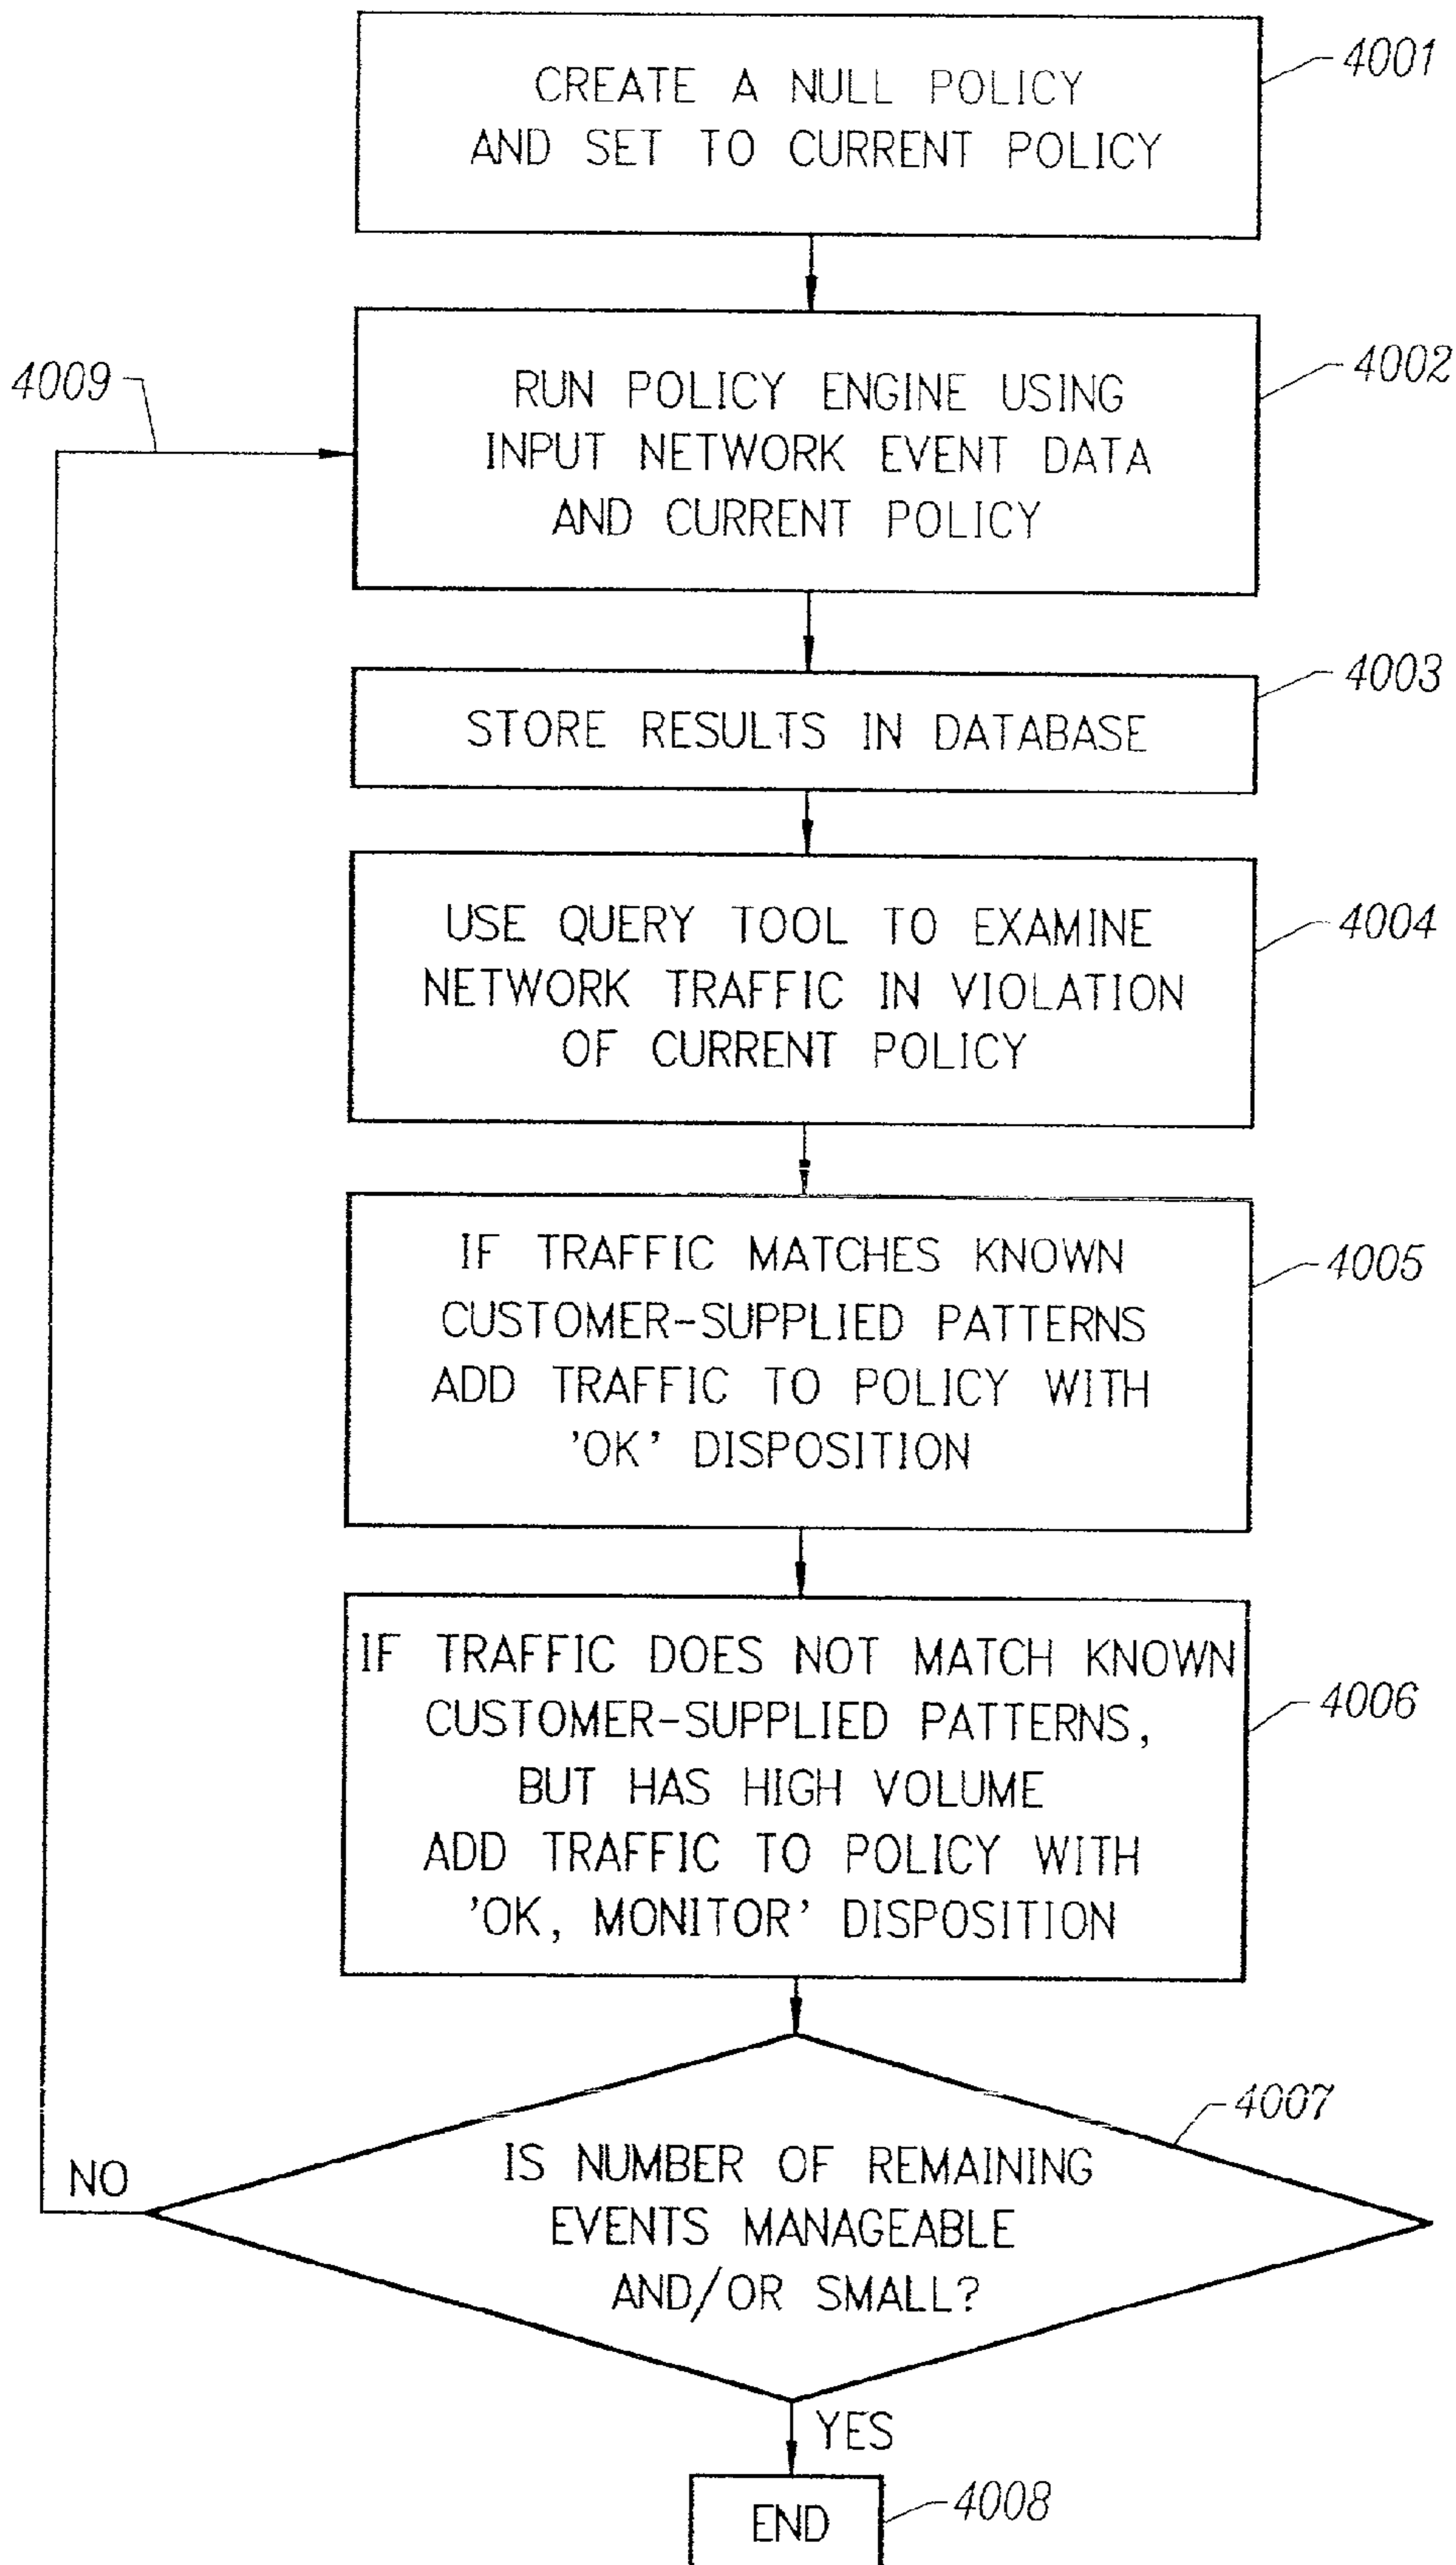 CREATE A NULL POLICY
AND SET TO CURRENT POLICY
4001
RUN POLICY ENGINE USING
INPUT NETWORK EVENT DATA
AND CURRENT POLICY
4002
4009
STORE RESULTS IN DATABASE
4003
USE QUERY TOOL TO EXAMINE
NETWORK TRAFFIC IN VIOLATION
OF CURRENT POLICY
4004
IF TRAFFIC MATCHES KNOWN
CUSTOMER-SUPPLIED PATTERNS
ADD TRAFFIC TO POLICY WITH
'OK' DISPOSITION
4005
IF TRAFFIC DOES NOT MATCH KNOWN
CUSTOMER-SUPPLIED PATTERNS,
BUT HAS HIGH VOLUME
ADD TRAFFIC TO POLICY WITH
'OK, MONITOR' DISPOSITION
4006
IS NUMBER OF REMAINING
EVENTS MANAGEABLE
AND/OR SMALL?
4007
NO
YES
END
4008